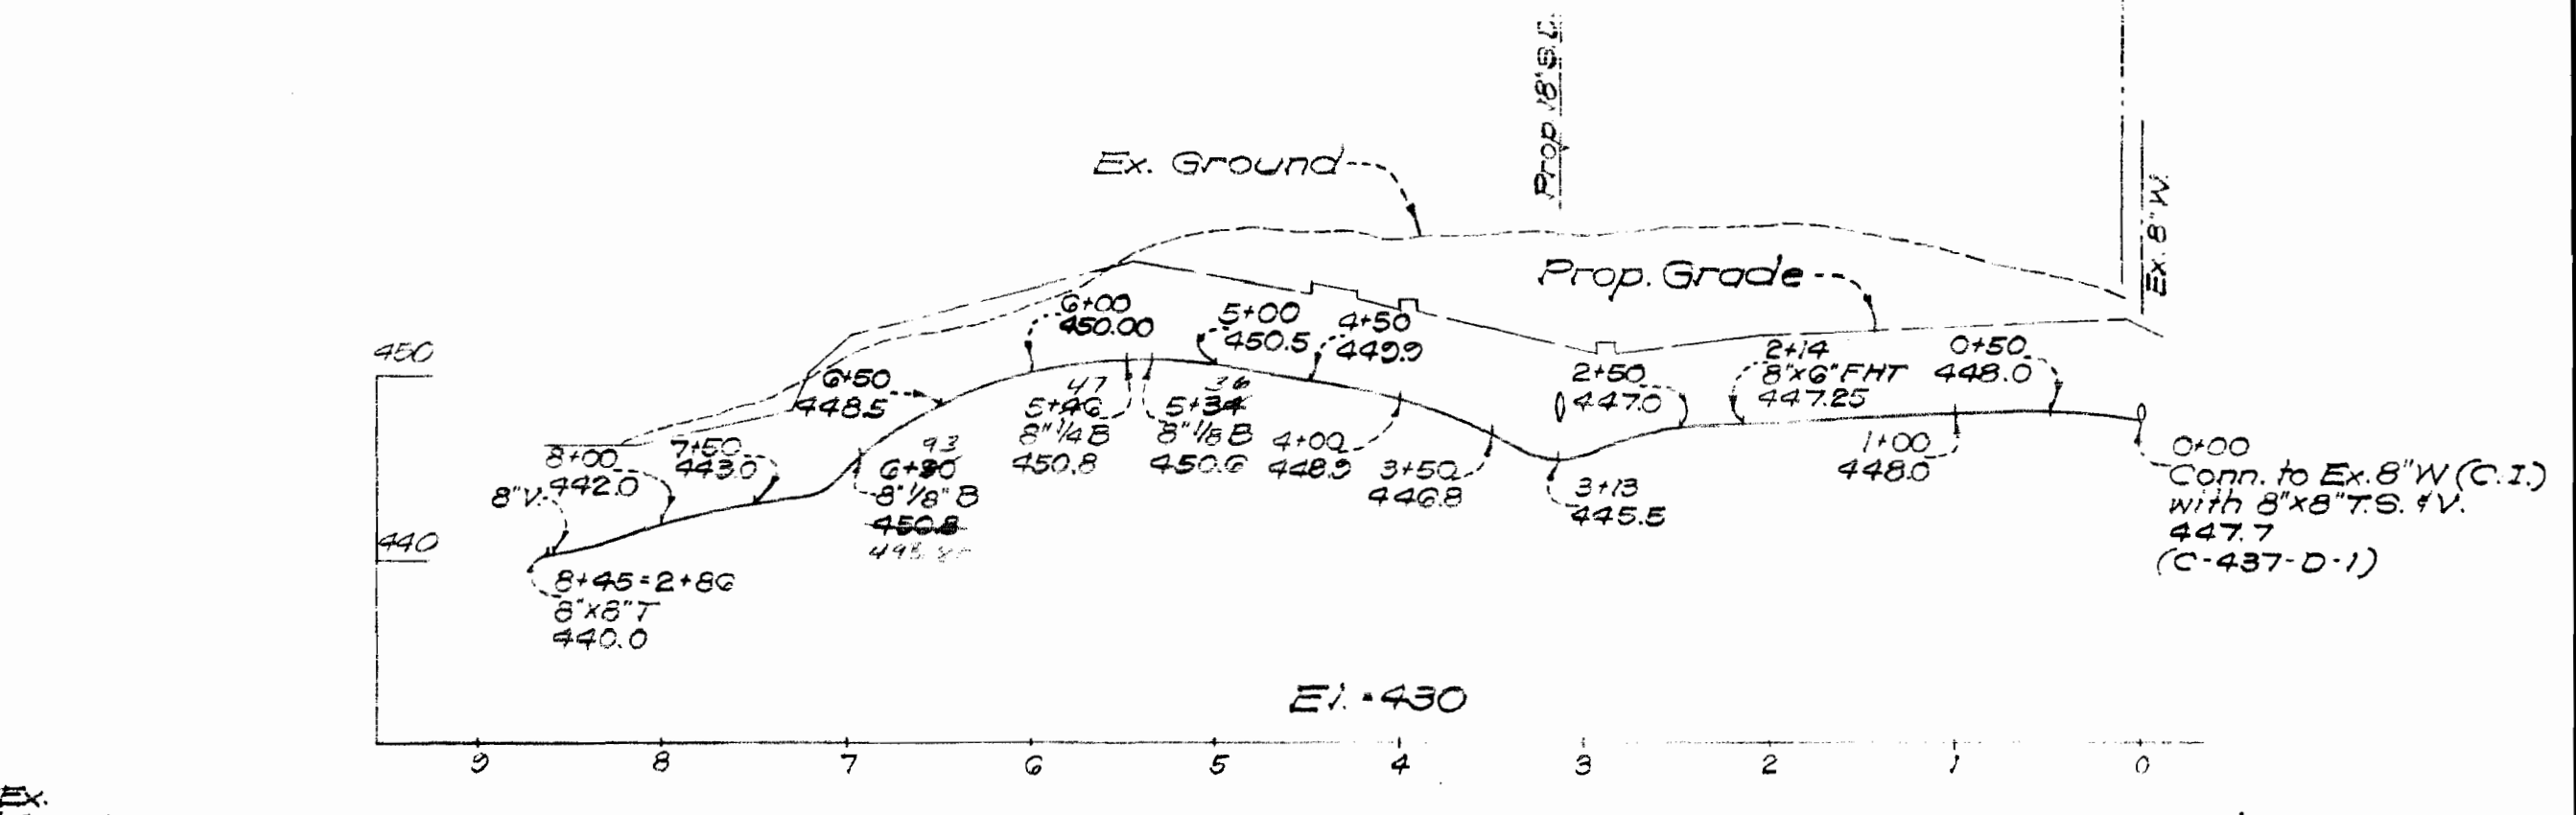 Prop. 18" S.D.
Ex. Ground
Ex. 8" W.
Prop. Grade
450
440
6+00
450.00
5+00
450.5
4+50
449.9
2+14
8"x6" FHT
447.25
0+50
448.0
6+50
448.5
47
5+46
8" 1/4 B
450.8
36
5+34
8" 1/8 B
450.6
4+00
448.9
3+50
446.8
2+50
447.0
3+13
445.5
1+00
448.0
0+00
Conn. to Ex. 8" W (C.I.)
with 8"x8" T.S. & V.
447.7
(C-437-D-1)
8+00
442.0
7+50
443.0
8" V.
93
6+90
8" 1/8" B
450.8
8+45=2+86
8"x8" T
440.0
El. = 430
9 8 7 6 5 4 3 2 1 0
Ex.